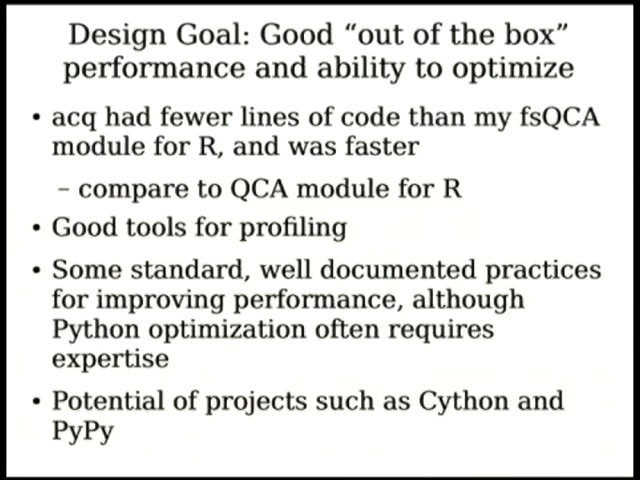 Design Goal: Good “out of the box”
performance and ability to optimize
• acq had fewer lines of code than my fsQCA
module for R, and was faster
– compare to QCA module for R
• Good tools for profiling
• Some standard, well documented practices
for improving performance, although
Python optimization often requires
expertise
• Potential of projects such as Cython and
PyPy